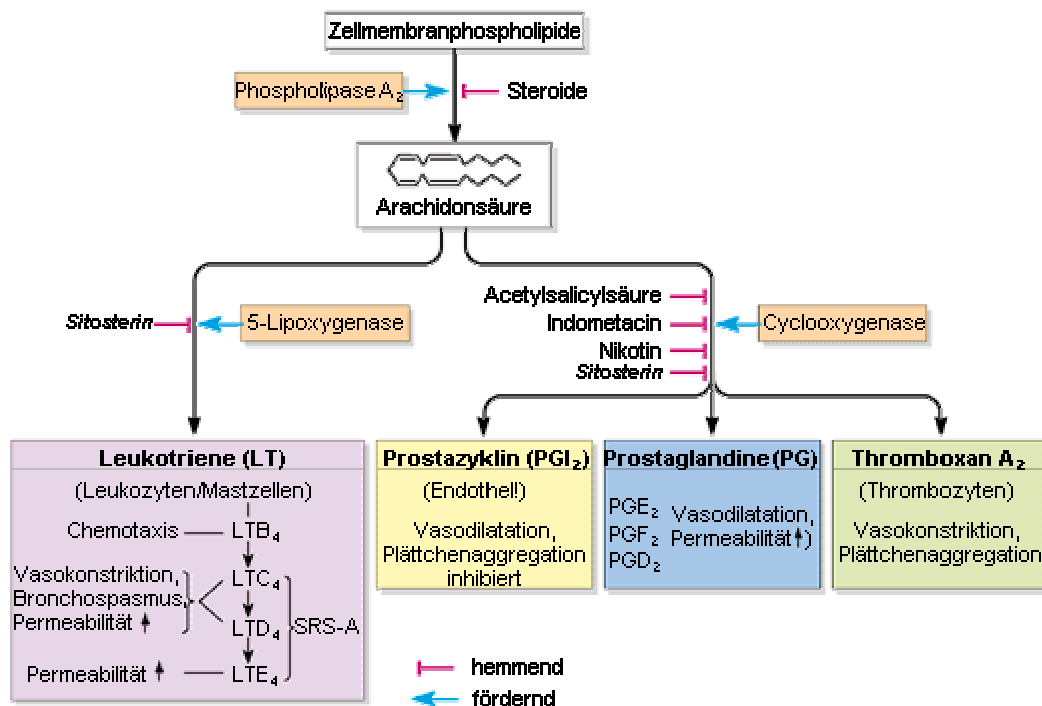 Zellmembranphospholipide
Phospholipase A₂
Steroide
Arachidonsäure
Sitosterin
5-Lipoxygenase
Acetylsalicylsäure
Indometacin
Nikotin
Sitosterin
Cyclooxygenase
Leukotriene (LT)
(Leukozyten/Mastzellen)
Chemotaxis
LTB₄
Vasokonstriktion,
Bronchospasmus,
Permeabilität
LTC₄
LTD₄
SRS-A
Permeabilität
LTE₄
Prostazyklin (PGI₂)
(Endothel!)
Vasodilatation,
Plättchenaggregation
inhibiert
Prostaglandine (PG)
PGE₂
PGF₂
PGD₂
Vasodilatation,
Permeabilität)
Thromboxan A₂
(Thrombozyten)
Vasokonstriktion,
Plättchenaggregation
hemmend
fördernd